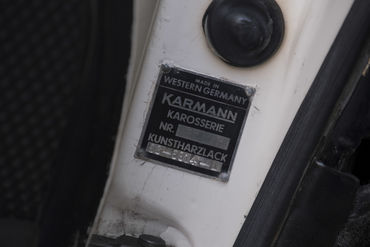 MADE IN
WESTERN GERMANY
KARMANN
KAROSSERIE
NR.
KUNSTHARZLACK